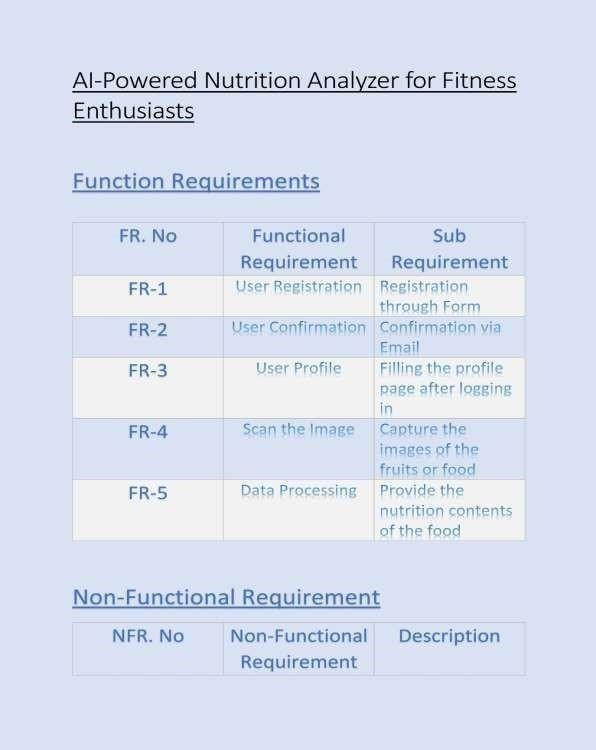 AI-Powered Nutrition Analyzer for Fitness
Enthusiasts
Function Requirements
FR. No
Functional
Requirement
Sub
Requirement
FR-1
User Registration
Registration
through Form
FR-2
User Confirmation
Confirmation via
Email
FR-3
User Profile
Filling the profile
page after logging
in
FR-4
Scan the Image
Capture the
images of the
fruits or food
FR-5
Data Processing
Provide the
nutrition contents
of the food
Non-Functional Requirement
NFR. No
Non-Functional
Requirement
Description